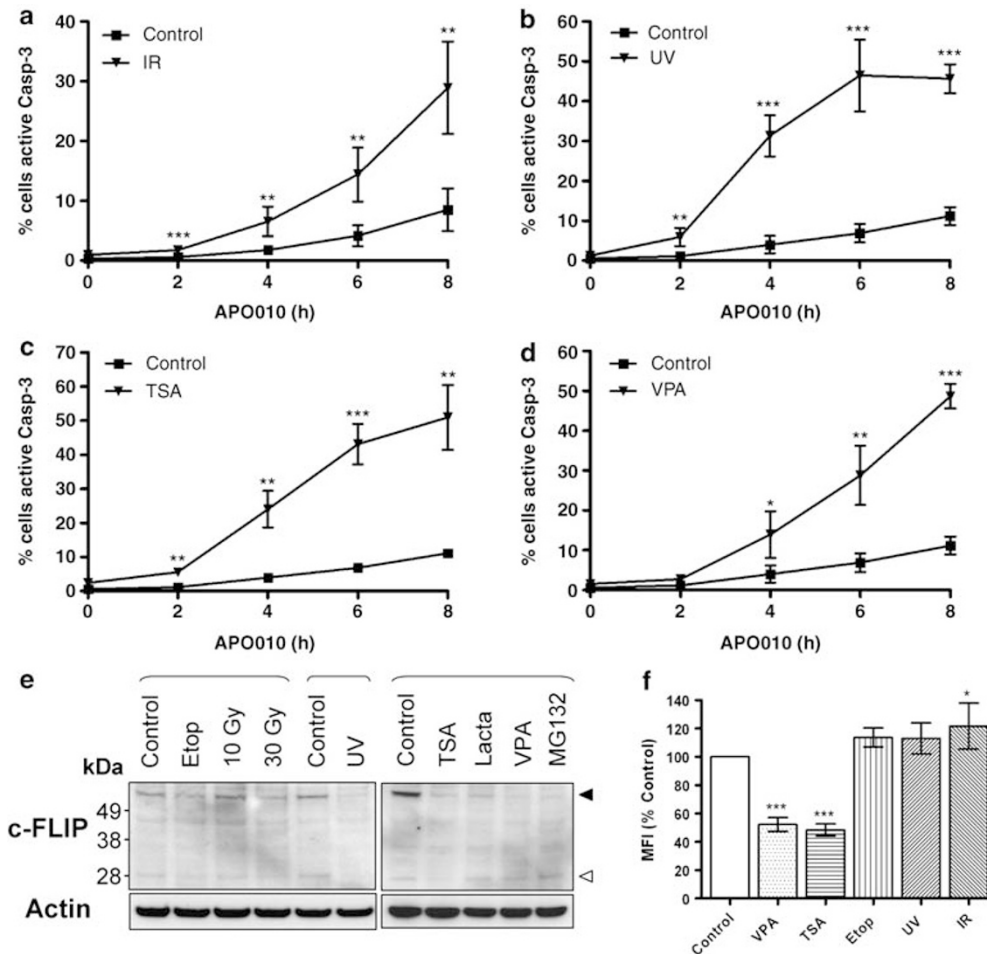 a
40
30
20
10
0
% cells active Casp-3
Control
IR
***
**
**
**
0 2 4 6 8
APO010 (h)
b
60
50
40
30
20
10
0
% cells active Casp-3
Control
UV
**
***
***
***
0 2 4 6 8
APO010 (h)
c
70
60
50
40
30
20
10
0
% cells active Casp-3
Control
TSA
**
**
***
**
0 2 4 6 8
APO010 (h)
d
60
50
40
30
20
10
0
% cells active Casp-3
Control
VPA
*
**
***
0 2 4 6 8
APO010 (h)
e
Control Etop 10 Gy 30 Gy Control UV
Control TSA Lacta VPA MG132
kDa
49
38
28
c-FLIP
Actin
f
140
120
100
80
60
40
20
0
MFI (% Control)
***
***
*
Control VPA TSA Etop UV IR